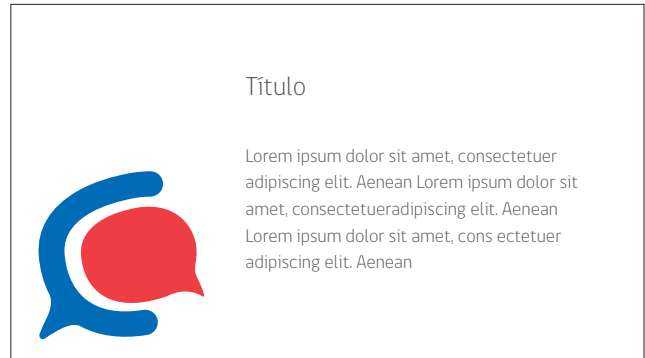 Título
Lorem ipsum dolor sit amet, consectetuer
adipiscing elit. Aenean Lorem ipsum dolor sit
amet, consectetueradipiscing elit. Aenean
Lorem ipsum dolor sit amet, cons ectetuer
adipiscing elit. Aenean